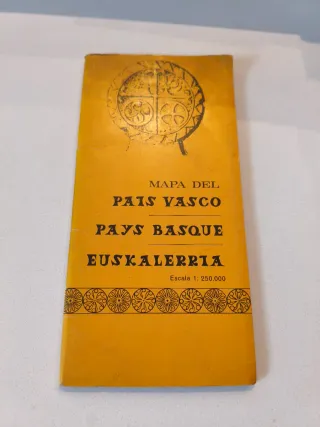 MAPA DEL
PAIS VASCO
PAYS BASQUE
EUSKALERRIA
Escala 1: 250.000